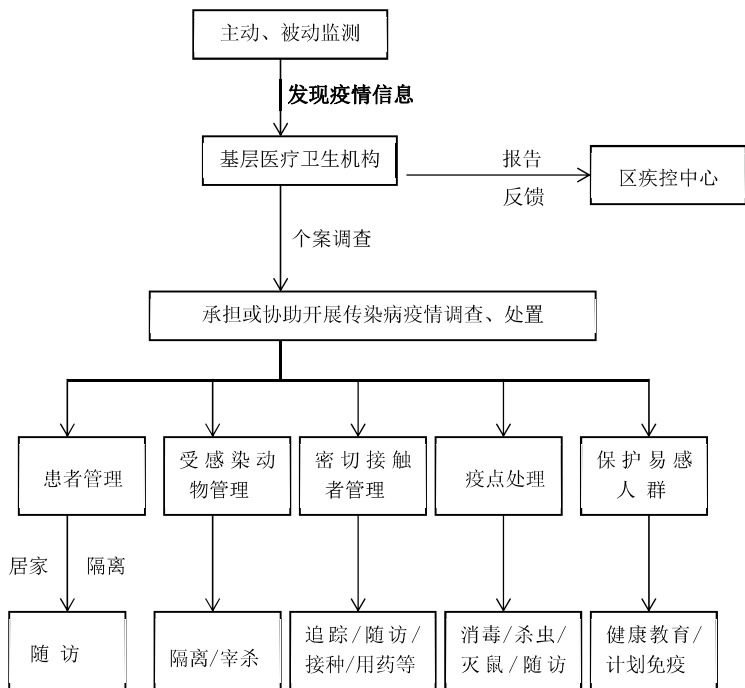 主动、被动监测
发现疫情信息
基层医疗卫生机构
报告
反馈
区疾控中心
个案调查
承担或协助开展传染病疫情调查、处置
患者管理
受感染动
物管理
密切接触
者管理
疫点处理
保护易感
人群
居家 隔离
随访
隔离/宰杀
追踪/随访/
接种/用药等
消毒/杀虫/
灭鼠/随访
健康教育/
计划免疫